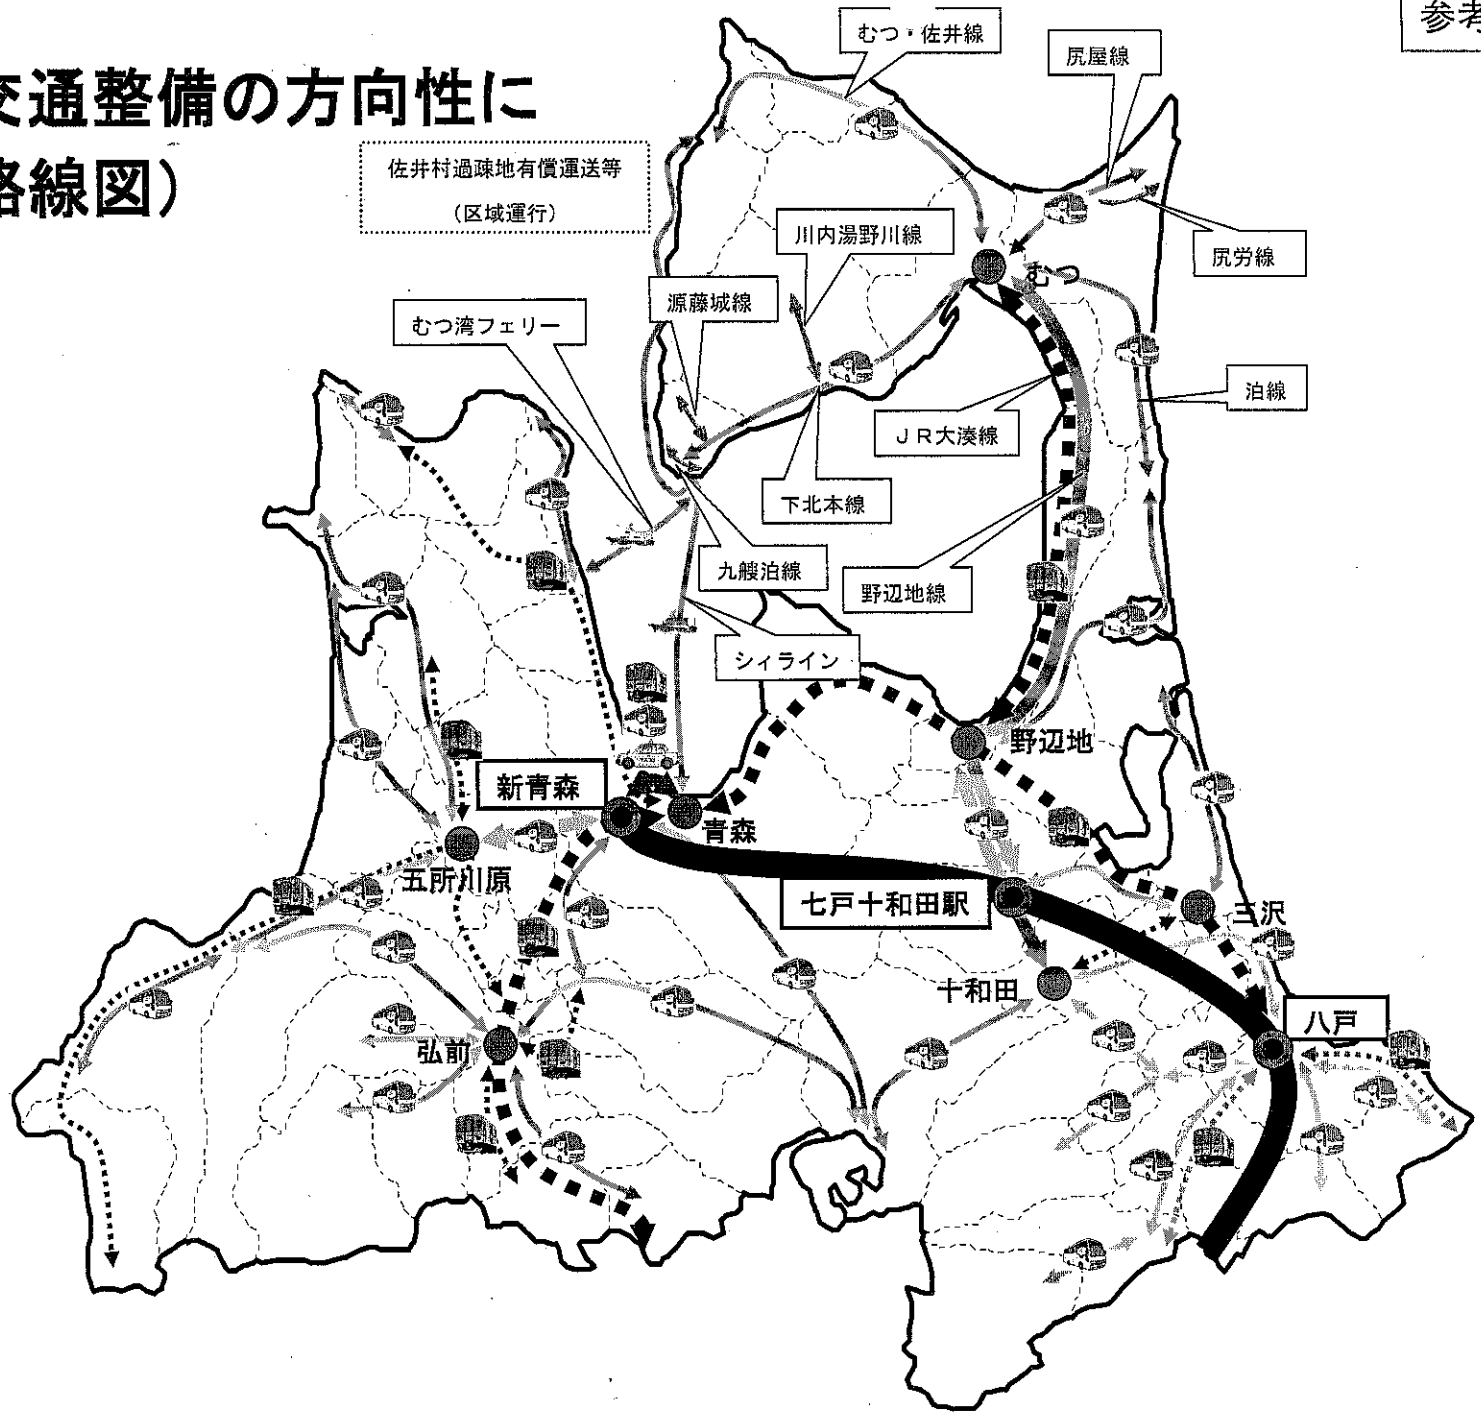 参考
交通整備の方向性に
路線図）
むつ・佐井線
尻屋線
佐井村過疎地有償運送等
（区域運行）
川内湯野川線
尻労線
むつ
源藤城線
むつ湾フェリー
泊線
ＪＲ大湊線
下北本線
九艘泊線
野辺地線
シィライン
野辺地
新青森
青森
五所川原
七戸十和田駅
三沢
十和田
八戸
弘前